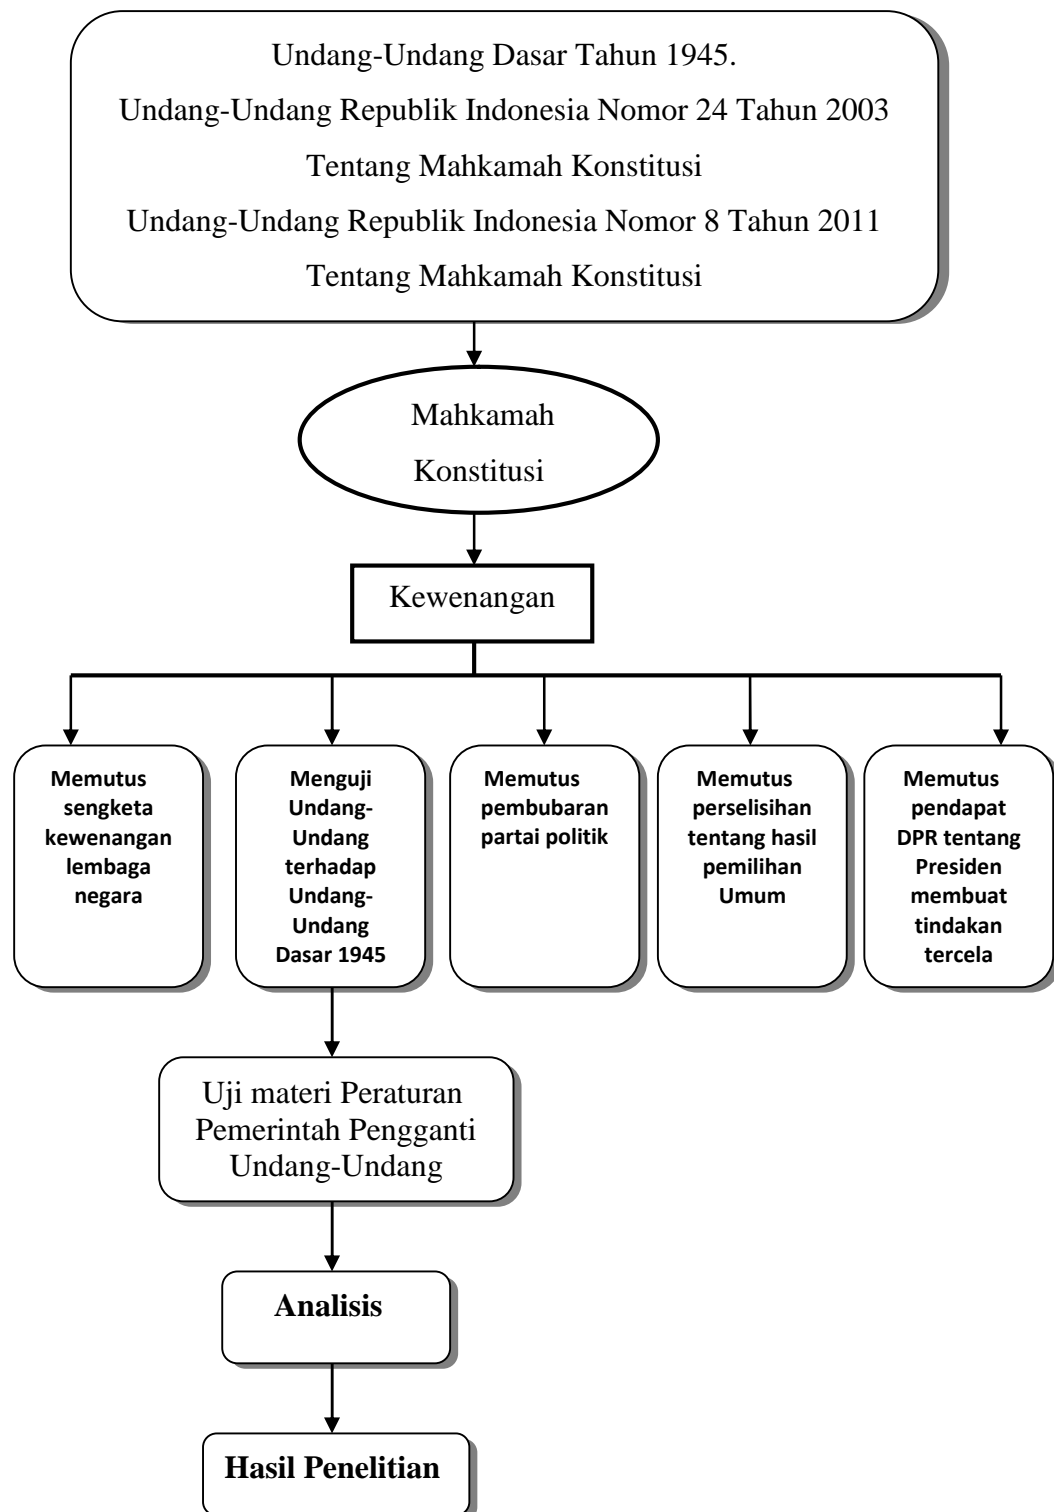 Undang-Undang Dasar Tahun 1945.
Undang-Undang Republik Indonesia Nomor 24 Tahun 2003
Tentang Mahkamah Konstitusi
Undang-Undang Republik Indonesia Nomor 8 Tahun 2011
Tentang Mahkamah Konstitusi
Mahkamah
Konstitusi
Kewenangan
Memutus
sengketa
kewenangan
lembaga
negara
Menguji
Undang-
Undang
terhadap
Undang-
Undang
Dasar 1945
Memutus
pembubaran
partai politik
Memutus
perselisihan
tentang hasil
pemilihan
Umum
Memutus
pendapat
DPR tentang
Presiden
membuat
tindakan
tercela
Uji materi Peraturan
Pemerintah Pengganti
Undang-Undang
Analisis
Hasil Penelitian